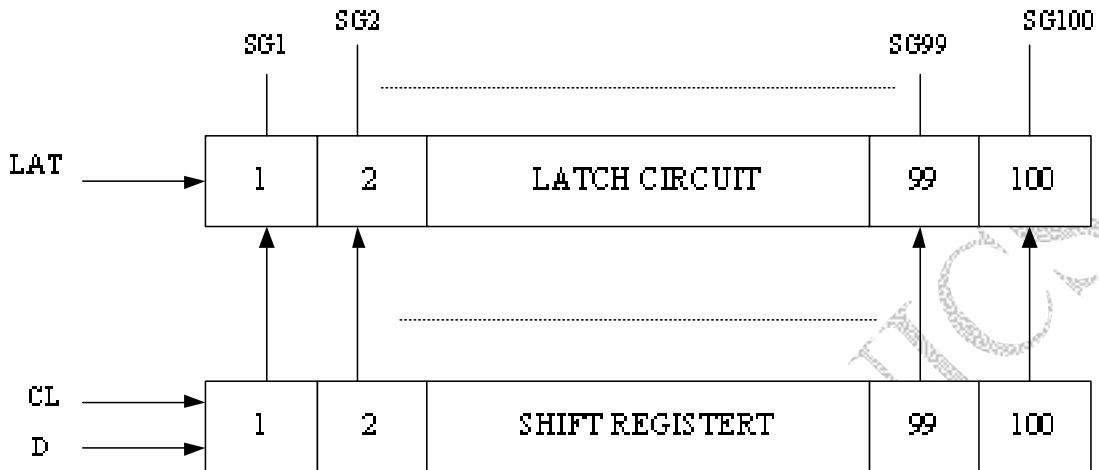 SG1
SG2
SG99
SG100
LAT
1
2
LATCH CIRCUIT
99
100
CL
D
1
2
SHIFT REGISTERT
99
100